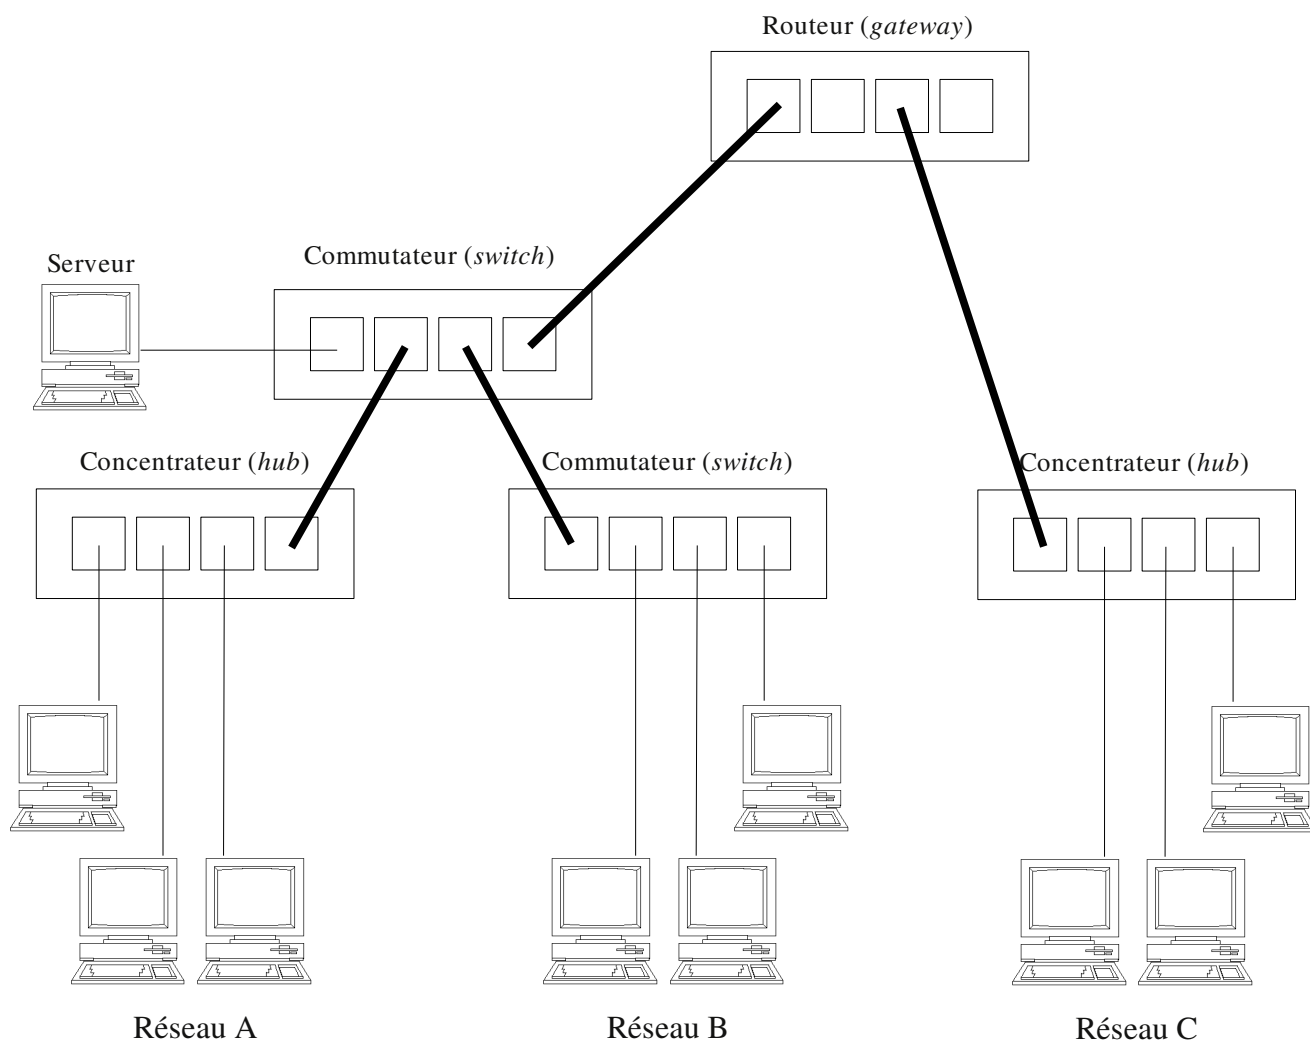 Routeur (gateway)
Commutateur (switch)
Serveur
Concentrateur (hub)
Commutateur (switch)
Concentrateur (hub)
Réseau A
Réseau B
Réseau C